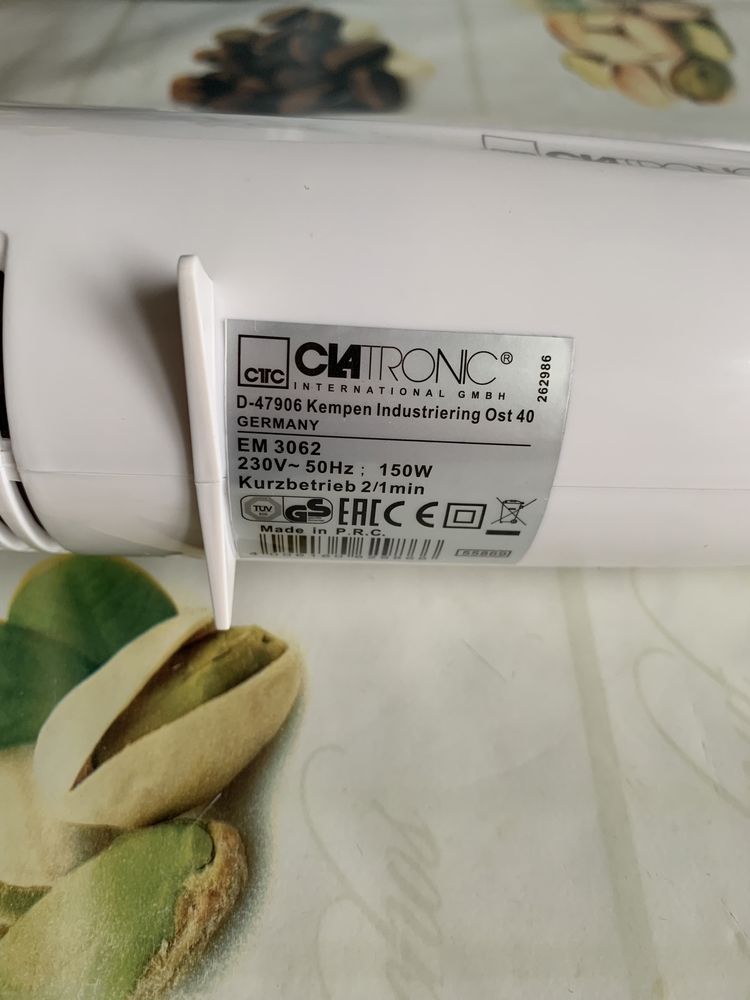 CLATRONIC
CTC CLATRONIC®
INTERNATIONAL GMBH
262986
D-47906 Kempen Industriering Ost 40
GERMANY
EM 3062
230V~ 50Hz ; 150W
Kurzbetrieb 2/1min
TÜV GS EAC CE
Made in P.R.C.